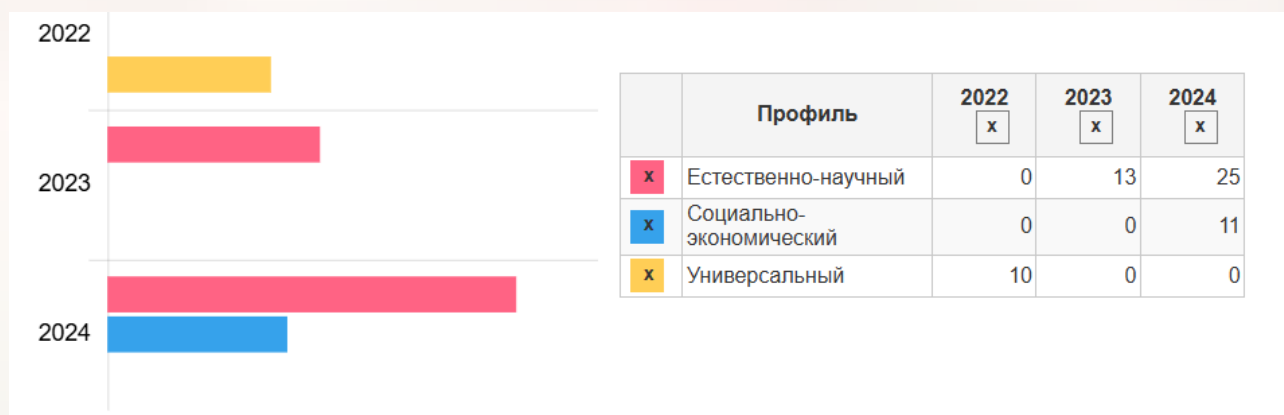 2022
2023
2024
Профиль 2022 2023 2024
x x x
x Естественно-научный 0 13 25
x Социально-
экономический 0 0 11
x Универсальный 10 0 0